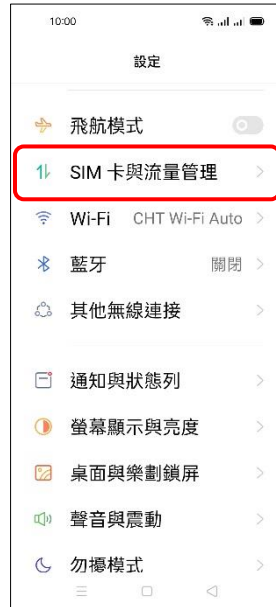 10:00
設定
飛航模式
SIM 卡與流量管理
Wi-Fi CHT Wi-Fi Auto
藍牙 關閉
其他無線連接
通知與狀態列
螢幕顯示與亮度
桌面與樂劃鎖屏
聲音與震動
勿擾模式